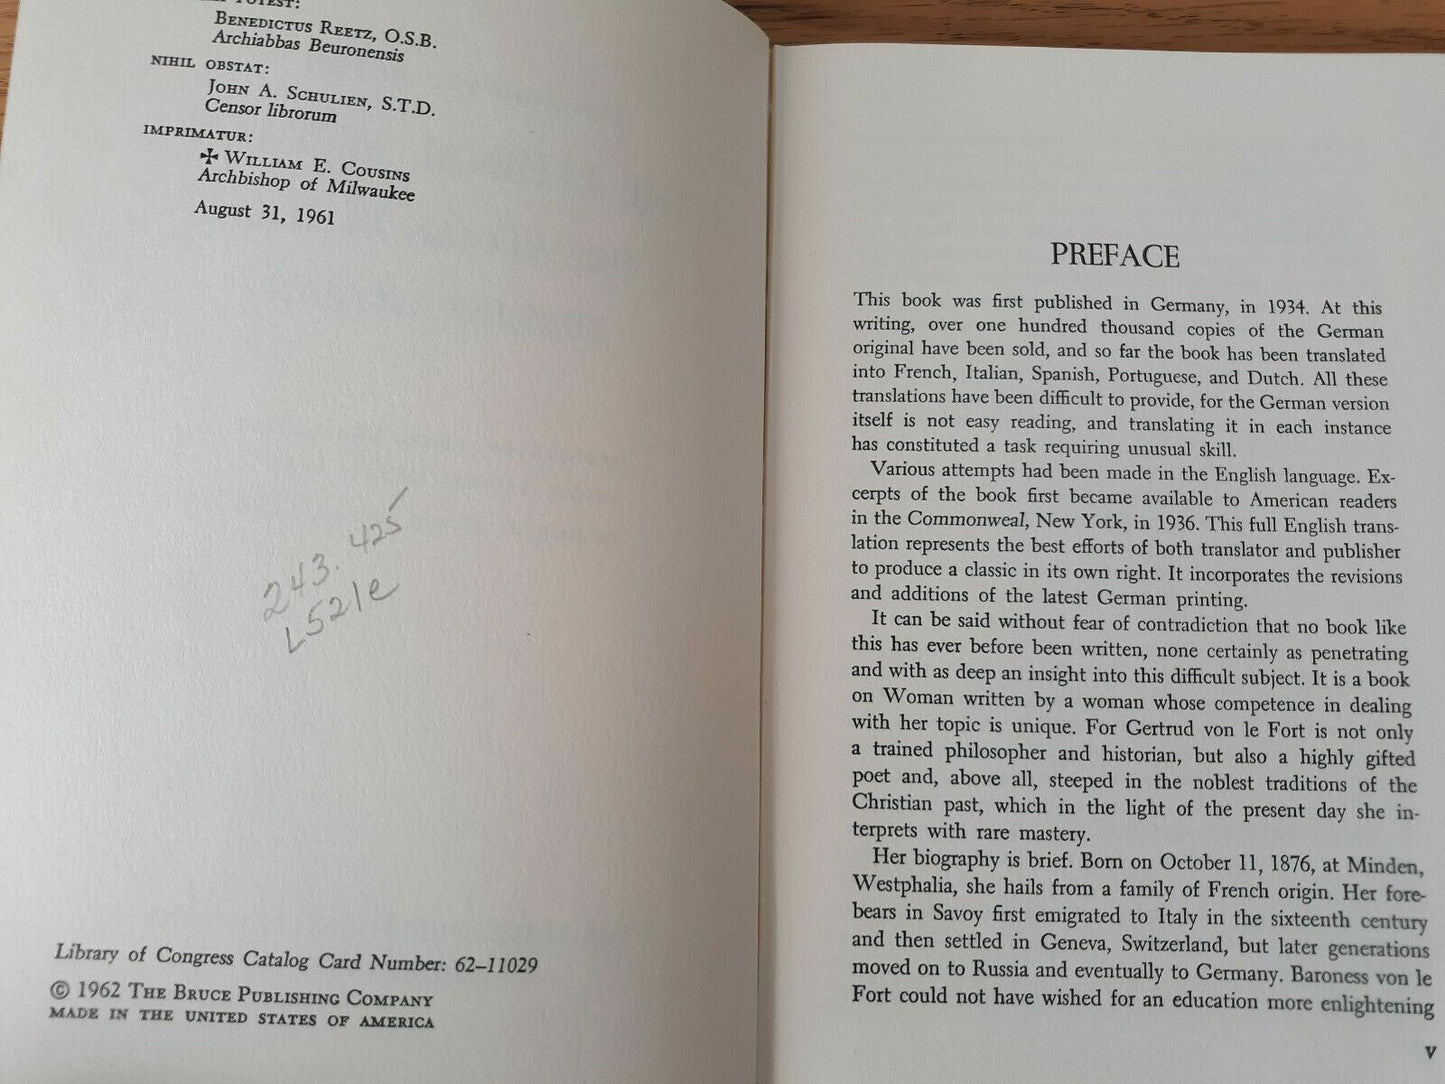 POTEST:
BENEDICTUS REETZ, O.S.B.
Archiabbas Beuronensis
NIHIL OBSTAT:
JOHN A. SCHULIEN, S.T.D.
Censor librorum
IMPRIMATUR:
✠ WILLIAM E. COUSINS
Archbishop of Milwaukee
August 31, 1961
243.425
L521e
Library of Congress Catalog Card Number: 62–11029
© 1962 THE BRUCE PUBLISHING COMPANY
MADE IN THE UNITED STATES OF AMERICA
PREFACE
This book was first published in Germany, in 1934. At this
writing, over one hundred thousand copies of the German
original have been sold, and so far the book has been translated
into French, Italian, Spanish, Portuguese, and Dutch. All these
translations have been difficult to provide, for the German version
itself is not easy reading, and translating it in each instance
has constituted a task requiring unusual skill.
Various attempts had been made in the English language. Ex-
cerpts of the book first became available to American readers
in the Commonweal, New York, in 1936. This full English trans-
lation represents the best efforts of both translator and publisher
to produce a classic in its own right. It incorporates the revisions
and additions of the latest German printing.
It can be said without fear of contradiction that no book like
this has ever before been written, none certainly as penetrating
and with as deep an insight into this difficult subject. It is a book
on Woman written by a woman whose competence in dealing
with her topic is unique. For Gertrud von le Fort is not only
a trained philosopher and historian, but also a highly gifted
poet and, above all, steeped in the noblest traditions of the
Christian past, which in the light of the present day she in-
terprets with rare mastery.
Her biography is brief. Born on October 11, 1876, at Minden,
Westphalia, she hails from a family of French origin. Her fore-
bears in Savoy first emigrated to Italy in the sixteenth century
and then settled in Geneva, Switzerland, but later generations
moved on to Russia and eventually to Germany. Baroness von le
Fort could not have wished for an education more enlightening
v